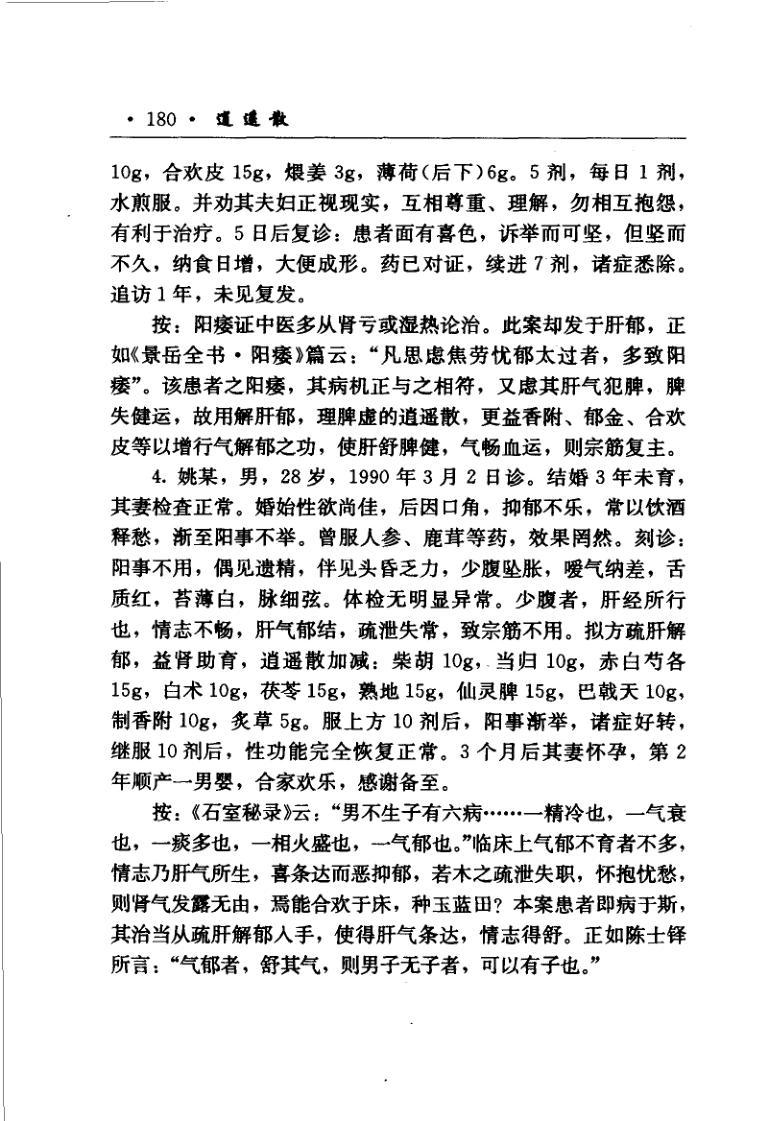 · 180 · 逍遥散
10g，合欢皮 15g，煨姜 3g，薄荷(后下)6g。5 剂，每日 1 剂，
水煎服。并劝其夫妇正视现实，互相尊重、理解，勿相互抱怨，
有利于治疗。5 日后复诊：患者面有喜色，诉举而可坚，但坚而
不久，纳食日增，大便成形。药已对证，续进 7 剂，诸症悉除。
追访 1 年，未见复发。
按：阳痿证中医多从肾亏或湿热论治。此案却发于肝郁，正
如《景岳全书·阳痿》篇云：“凡思虑焦劳忧郁太过者，多致阳
痿”。该患者之阳痿，其病机正与之相符，又虑其肝气犯脾，脾
失健运，故用解肝郁，理脾虚的逍遥散，更益香附、郁金、合欢
皮等以增行气解郁之功，使肝舒脾健，气畅血运，则宗筋复主。
4. 姚某，男，28 岁，1990 年 3 月 2 日诊。结婚 3 年未育，
其妻检查正常。婚始性欲尚佳，后因口角，抑郁不乐，常以饮酒
释愁，渐至阳事不举。曾服人参、鹿茸等药，效果罔然。刻诊：
阳事不用，偶见遗精，伴见头昏乏力，少腹坠胀，嗳气纳差，舌
质红，苔薄白，脉细弦。体检无明显异常。少腹者，肝经所行
也，情志不畅，肝气郁结，疏泄失常，致宗筋不用。拟方疏肝解
郁，益肾助育，逍遥散加减：柴胡 10g，当归 10g，赤白芍各
15g，白术 10g，茯苓 15g，熟地 15g，仙灵脾 15g，巴戟天 10g，
制香附 10g，炙草 5g。服上方 10 剂后，阳事渐举，诸症好转，
继服 10 剂后，性功能完全恢复正常。3 个月后其妻怀孕，第 2
年顺产一男婴，合家欢乐，感谢备至。
按：《石室秘录》云：“男不生子有六病……一精冷也，一气衰
也，一痰多也，一相火盛也，一气郁也。”临床上气郁不育者不多，
情志乃肝气所生，喜条达而恶抑郁，若木之疏泄失职，怀抱忧愁，
则肾气发露无由，焉能合欢于床，种玉蓝田？本案患者即病于斯，
其治当从疏肝解郁入手，使得肝气条达，情志得舒。正如陈士铎
所言：“气郁者，舒其气，则男子无子者，可以有子也。”